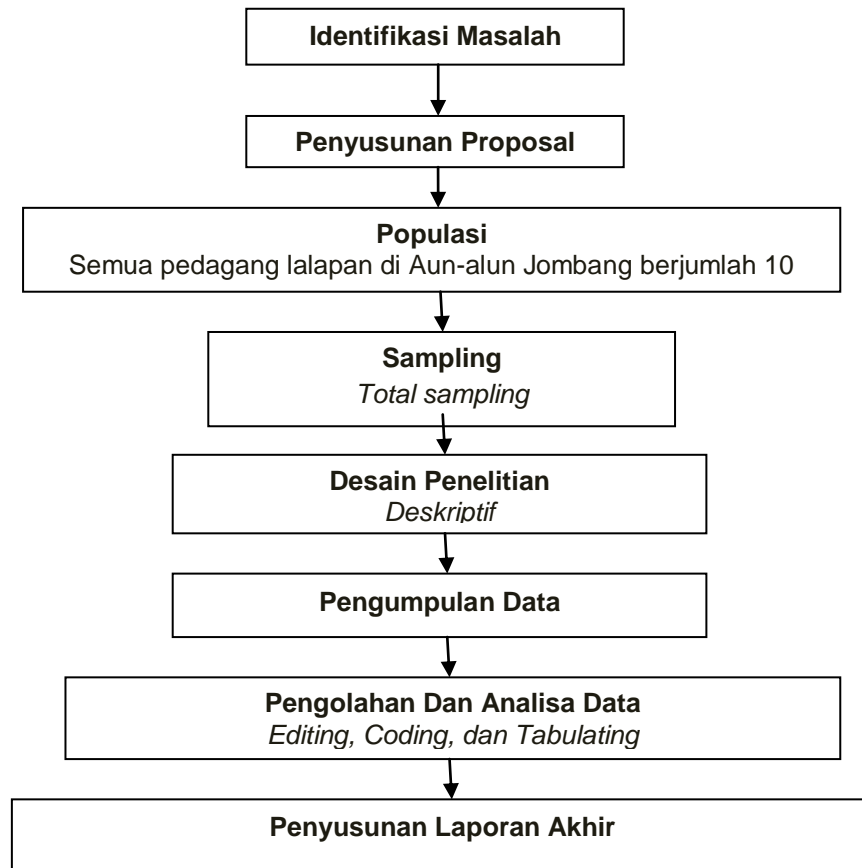 Identifikasi Masalah
Penyusunan Proposal
Populasi
Semua pedagang lalapan di Aun-alun Jombang berjumlah 10
Sampling
Total sampling
Desain Penelitian
Deskriptif
Pengumpulan Data
Pengolahan Dan Analisa Data
Editing, Coding, dan Tabulating
Penyusunan Laporan Akhir